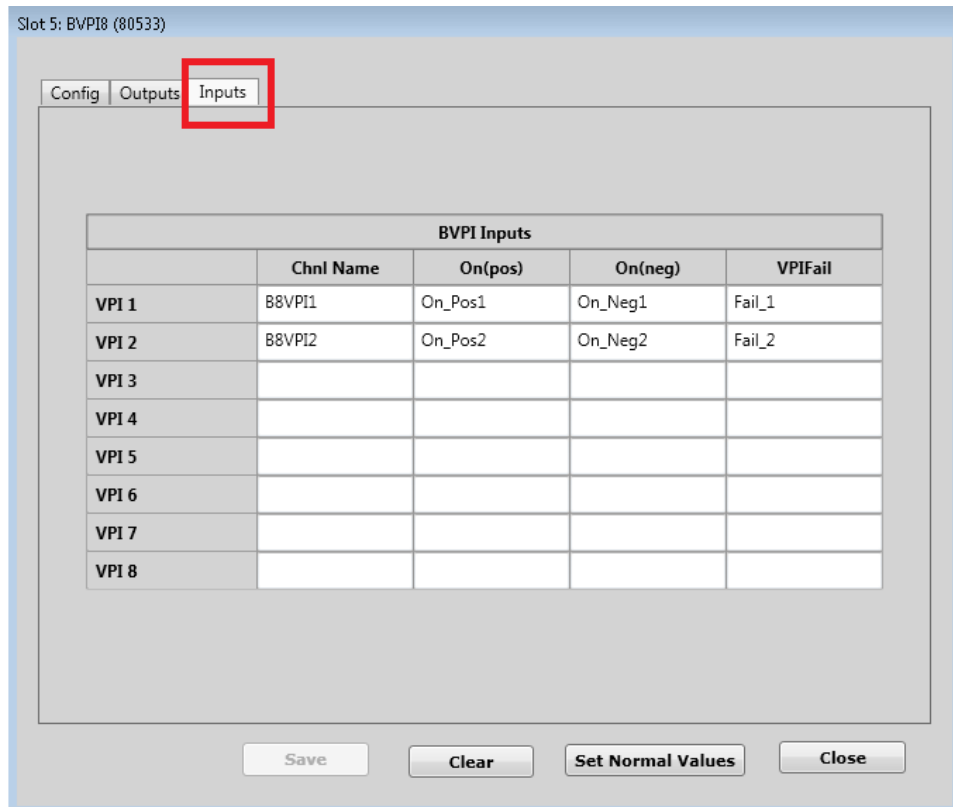 Slot 5: BVPI8 (80533)
Config Outputs Inputs
BVPI Inputs
Chnl Name On(pos) On(neg) VPIFail
VPI 1 B8VPI1 On_Pos1 On_Neg1 Fail_1
VPI 2 B8VPI2 On_Pos2 On_Neg2 Fail_2
VPI 3
VPI 4
VPI 5
VPI 6
VPI 7
VPI 8
Save Clear Set Normal Values Close